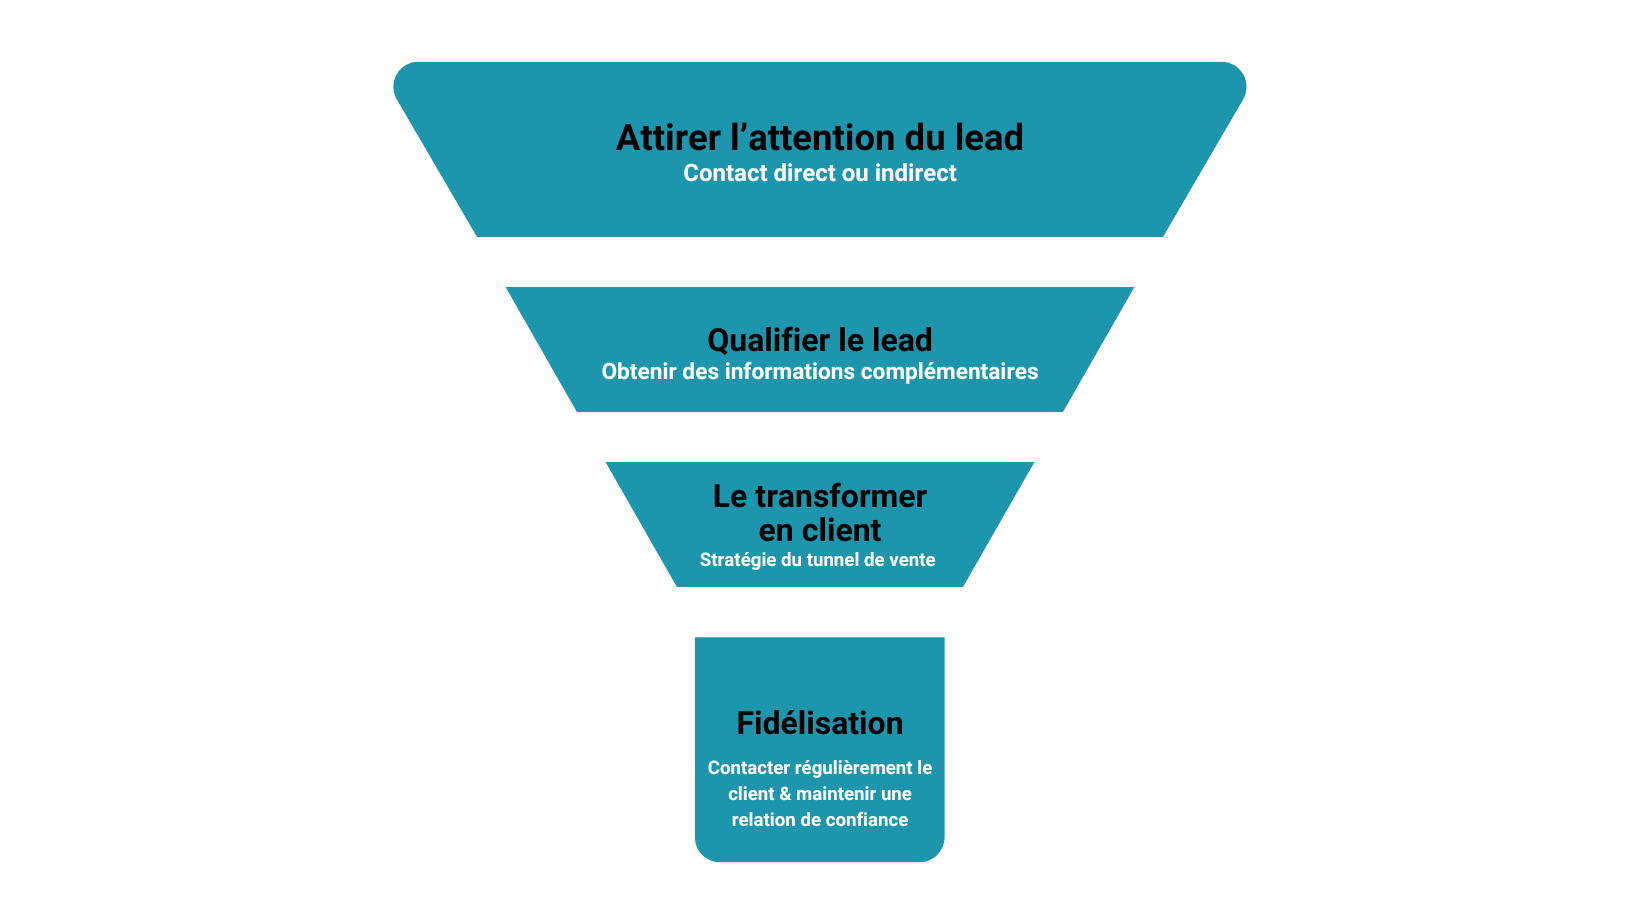 Attirer l’attention du lead
Contact direct ou indirect
Qualifier le lead
Obtenir des informations complémentaires
Le transformer
en client
Stratégie du tunnel de vente
Fidélisation
Contacter régulièrement le
client & maintenir une
relation de confiance